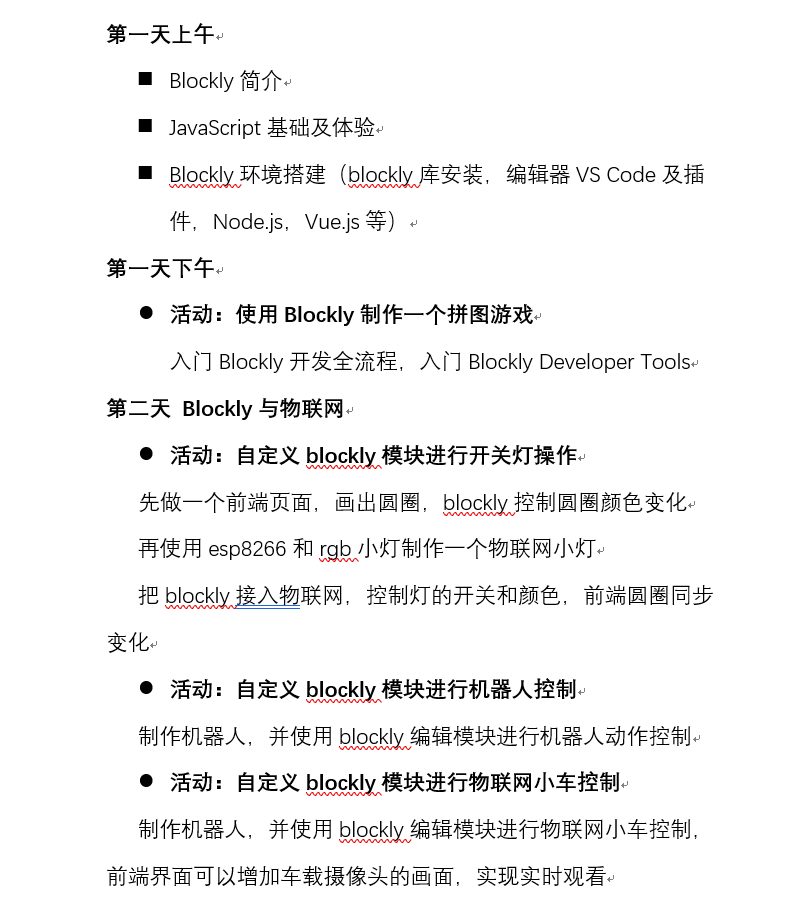 第一天上午
■ Blockly 简介
■ JavaScript 基础及体验
■ Blockly 环境搭建（blockly 库安装，编辑器 VS Code 及插
件，Node.js，Vue.js 等）
第一天下午
● 活动：使用 Blockly 制作一个拼图游戏
入门 Blockly 开发全流程，入门 Blockly Developer Tools
第二天 Blockly 与物联网
● 活动：自定义 blockly 模块进行开关灯操作
先做一个前端页面，画出圆圈，blockly 控制圆圈颜色变化
再使用 esp8266 和 rgb 小灯制作一个物联网小灯
把 blockly 接入物联网，控制灯的开关和颜色，前端圆圈同步
变化
● 活动：自定义 blockly 模块进行机器人控制
制作机器人，并使用 blockly 编辑模块进行机器人动作控制
● 活动：自定义 blockly 模块进行物联网小车控制
制作机器人，并使用 blockly 编辑模块进行物联网小车控制，
前端界面可以增加车载摄像头的画面，实现实时观看